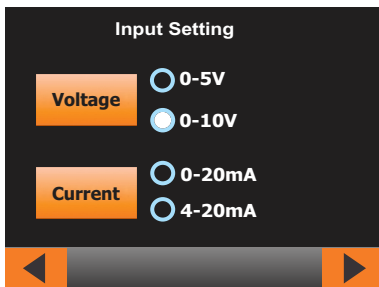 Input Setting
Voltage
0-5V
0-10V
Current
0-20mA
4-20mA